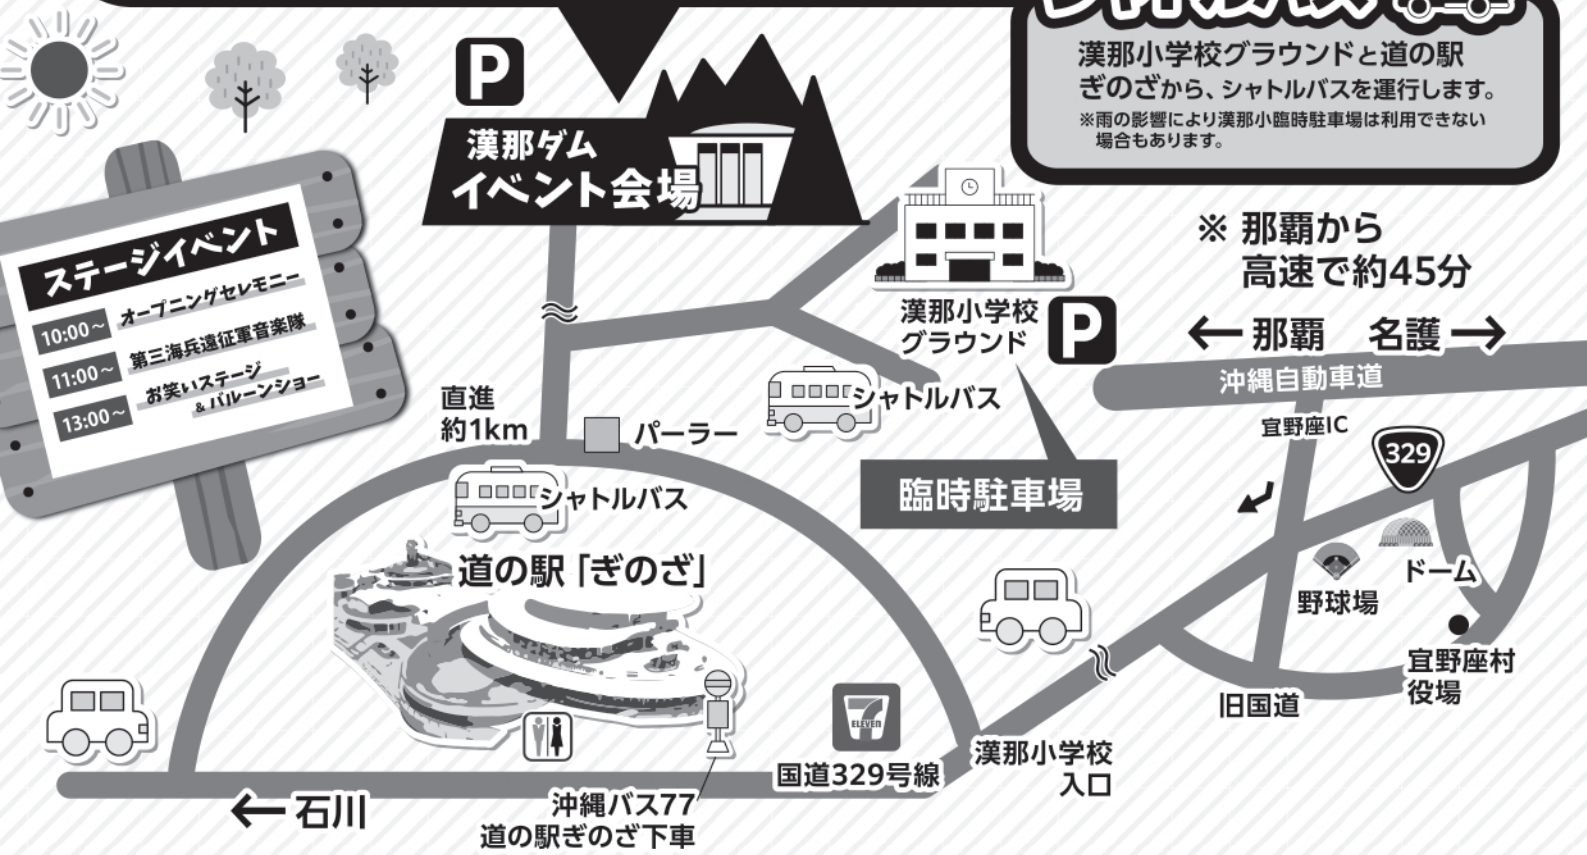 シャトルバス
漢那小学校グラウンドと道の駅
ぎのざから、シャトルバスを運行します。
※雨の影響により漢那小臨時駐車場は利用できない
場合もあります。
P
漢那ダム
イベント会場
ステージイベント
10:00～ オープニングセレモニー
11:00～ 第三海兵遠征軍音楽隊
13:00～ お笑いステージ
&バルーンショー
※ 那覇から
高速で約45分
← 那覇 名護 →
沖縄自動車道
宜野座IC
329
漢那小学校
グラウンド
P
シャトルバス
臨時駐車場
直進
約1km
パーラー
シャトルバス
道の駅「ぎのざ」
ドーム
野球場
宜野座村
役場
旧国道
7
ELEVEN
国道329号線
漢那小学校
入口
← 石川
沖縄バス77
道の駅ぎのざ下車